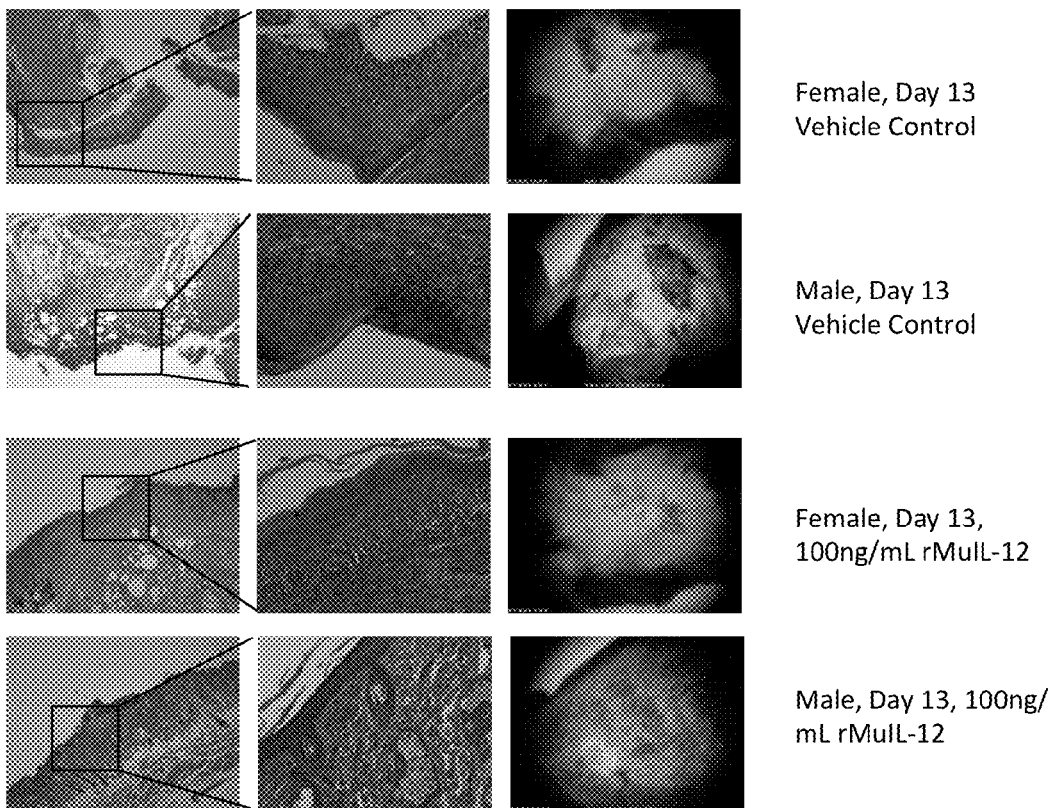 Female, Day 13
Vehicle Control
Male, Day 13
Vehicle Control
Female, Day 13,
100ng/mL rMuIL-12
Male, Day 13, 100ng/
mL rMuIL-12